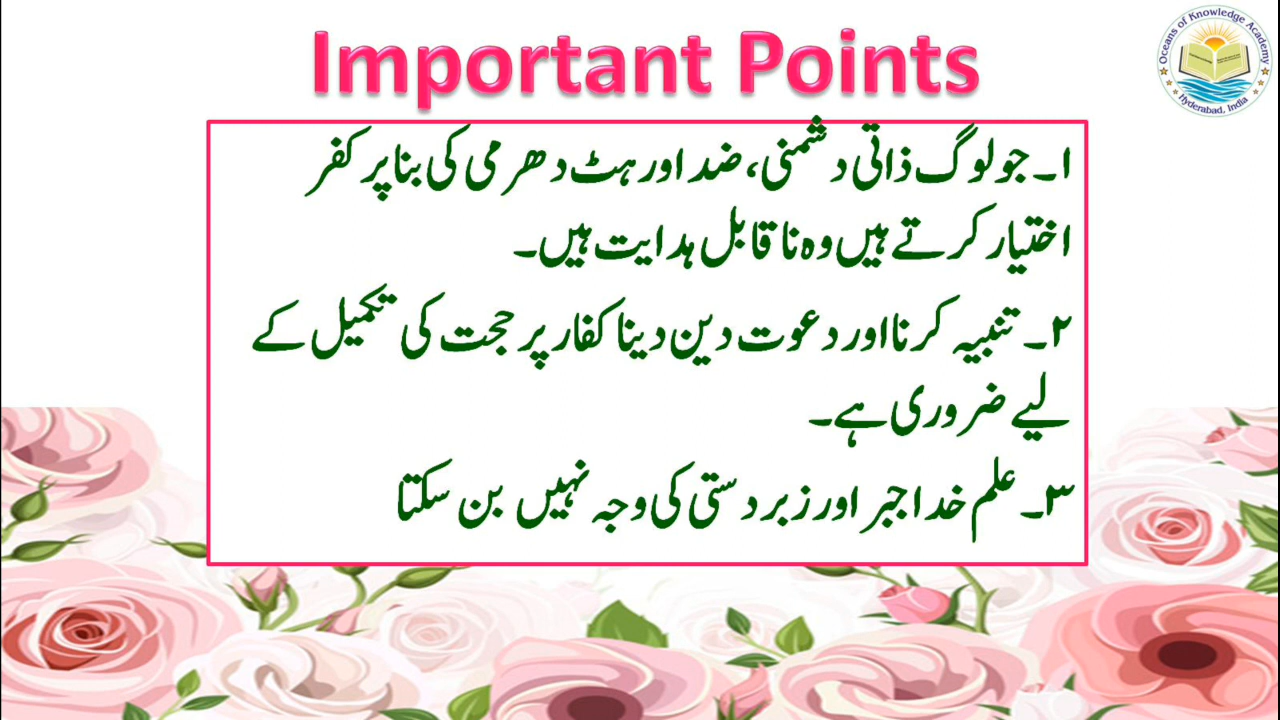 Important Points
Oceans of Knowledge Academy
Hyderabad, India
۱۔ جو لوگ ذاتی دشمنی، ضد اور ہٹ دھرمی کی بنا پر کفر
اختیار کرتے ہیں وہ ناقابل ہدایت ہیں۔
۲۔ تنبیہ کرنا اور دعوت دین دینا کفار پر حجت کی تکمیل کے
لیے ضروری ہے۔
۳۔ علم خدا جبر اور زبردستی کی وجہ نہیں بن سکتا